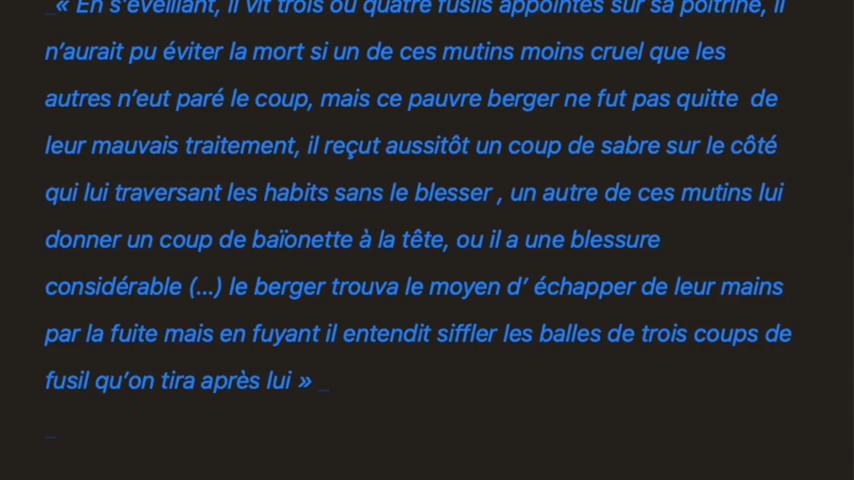 « En s’éveillant, il vit trois ou quatre fusils appointés sur sa poitrine, il
n’aurait pu éviter la mort si un de ces mutins moins cruel que les
autres n’eut paré le coup, mais ce pauvre berger ne fut pas quitte de
leur mauvais traitement, il reçut aussitôt un coup de sabre sur le côté
qui lui traversant les habits sans le blesser , un autre de ces mutins lui
donner un coup de baïonette à la tête, ou il a une blessure
considérable (...) le berger trouva le moyen d’ échapper de leur mains
par la fuite mais en fuyant il entendit siffler les balles de trois coups de
fusil qu’on tira après lui »